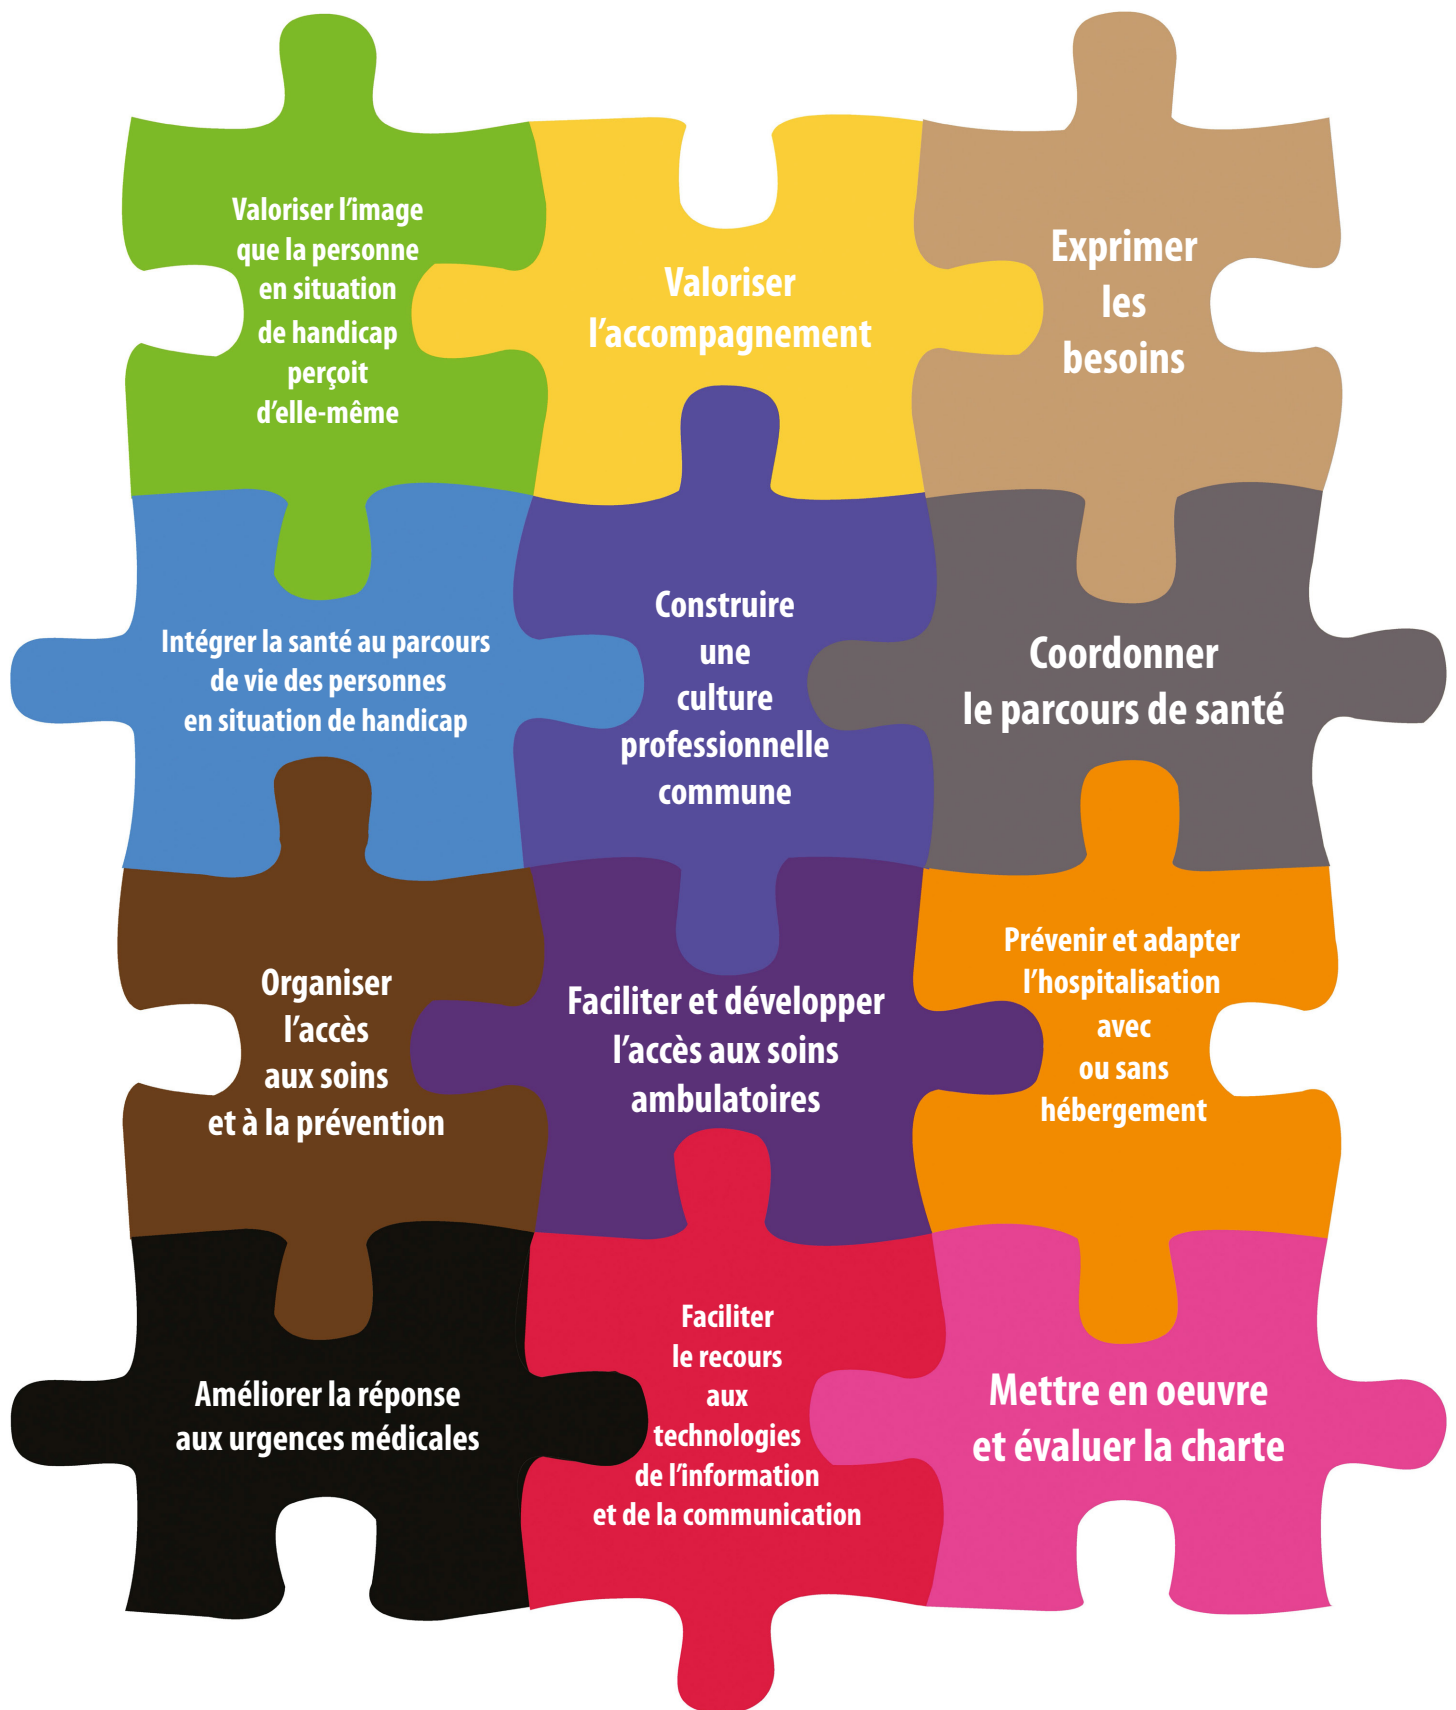 Valoriser l'image
que la personne
en situation
de handicap
perçoit
d'elle-même
Valoriser
l'accompagnement
Exprimer
les
besoins
Intégrer la santé au parcours
de vie des personnes
en situation de handicap
Construire
une
culture
professionnelle
commune
Coordonner
le parcours de santé
Organiser
l'accès
aux soins
et à la prévention
Faciliter et développer
l'accès aux soins
ambulatoires
Prévenir et adapter
l'hospitalisation
avec
ou sans
hébergement
Améliorer la réponse
aux urgences médicales
Faciliter
le recours
aux
technologies
de l'information
et de la communication
Mettre en oeuvre
et évaluer la charte